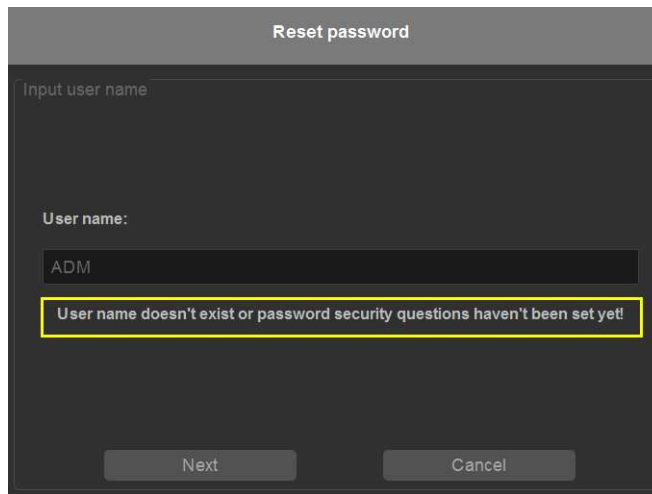 Reset password
Input user name
User name:
ADM
User name doesn't exist or password security questions haven't been set yet!
Next Cancel